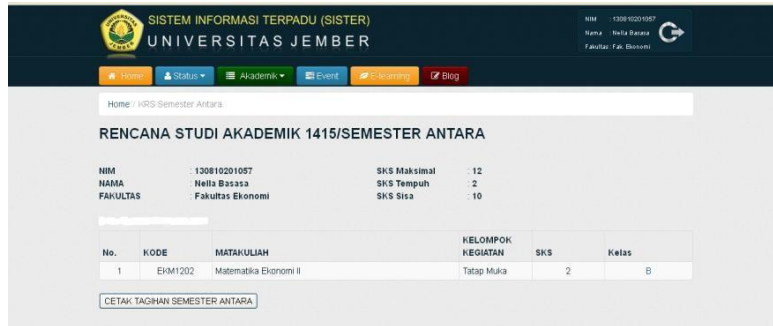 SISTEM INFORMASI TERPADU (SISTER)
UNIVERSITAS JEMBER
NIM : 130810201057
Nama : Nella Basasa
Fakultas: Fak. Ekonomi
Home Status Akademik Event E-learning Blog
Home / KRS Semester Antara
RENCANA STUDI AKADEMIK 1415/SEMESTER ANTARA
NIM : 130810201057 SKS Maksimal : 12
NAMA : Nella Basasa SKS Tempuh : 2
FAKULTAS : Fakultas Ekonomi SKS Sisa : 10
No. KODE MATAKULIAH KELOMPOK KEGIATAN SKS Kelas
1 EKM1202 Matematika Ekonomi II Tatap Muka 2 B
CETAK TAGIHAN SEMESTER ANTARA